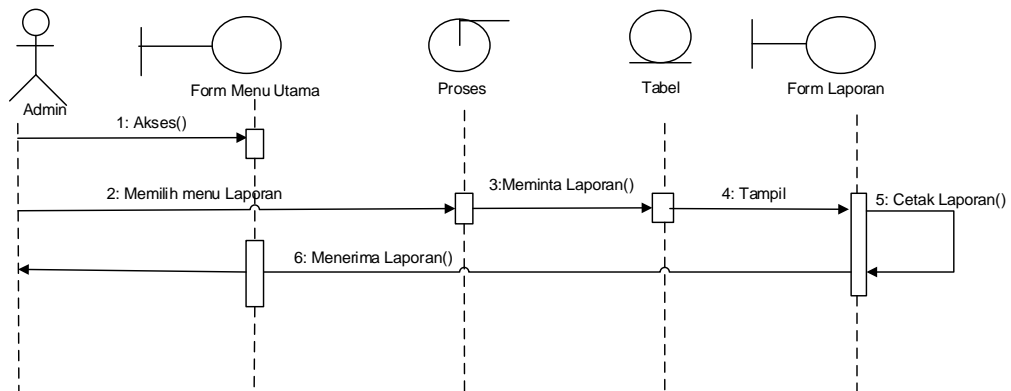 Admin
Form Menu Utama
Proses
Tabel
Form Laporan
1: Akses()
2: Memilih menu Laporan
3:Meminta Laporan()
4: Tampil
5: Cetak Laporan()
6: Menerima Laporan()